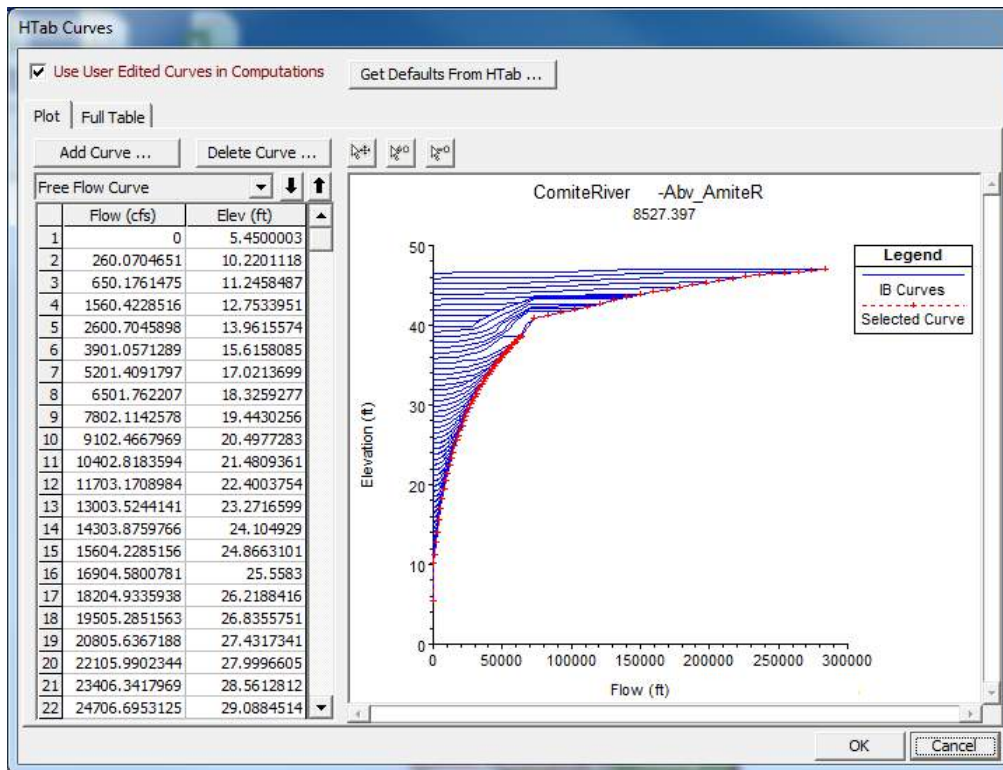 HTab Curves
Use User Edited Curves in Computations Get Defaults From HTab ...
Plot Full Table
Add Curve ... Delete Curve ...
Free Flow Curve
Flow (cfs) Elev (ft)
1 0 5.4500003
2 260.0704651 10.2201118
3 650.1761475 11.2458487
4 1560.4228516 12.7533951
5 2600.7045898 13.9615574
6 3901.0571289 15.6158085
7 5201.4091797 17.0213699
8 6501.762207 18.3259277
9 7802.1142578 19.4430256
10 9102.4667969 20.4977283
11 10402.8183594 21.4809361
12 11703.1708984 22.4003754
13 13003.5244141 23.2716599
14 14303.8759766 24.104929
15 15604.2285156 24.8663101
16 16904.5800781 25.5583
17 18204.9335938 26.2188416
18 19505.2851563 26.8355751
19 20805.6367188 27.4317341
20 22105.9902344 27.9996605
21 23406.3417969 28.5612812
22 24706.6953125 29.0884514
ComiteRiver -Abv_AmiteR
8527.397
50
40
30
20
10
0
Elevation (ft)
0 50000 100000 150000 200000 250000 300000
Flow (ft)
Legend
IB Curves
Selected Curve
OK Cancel